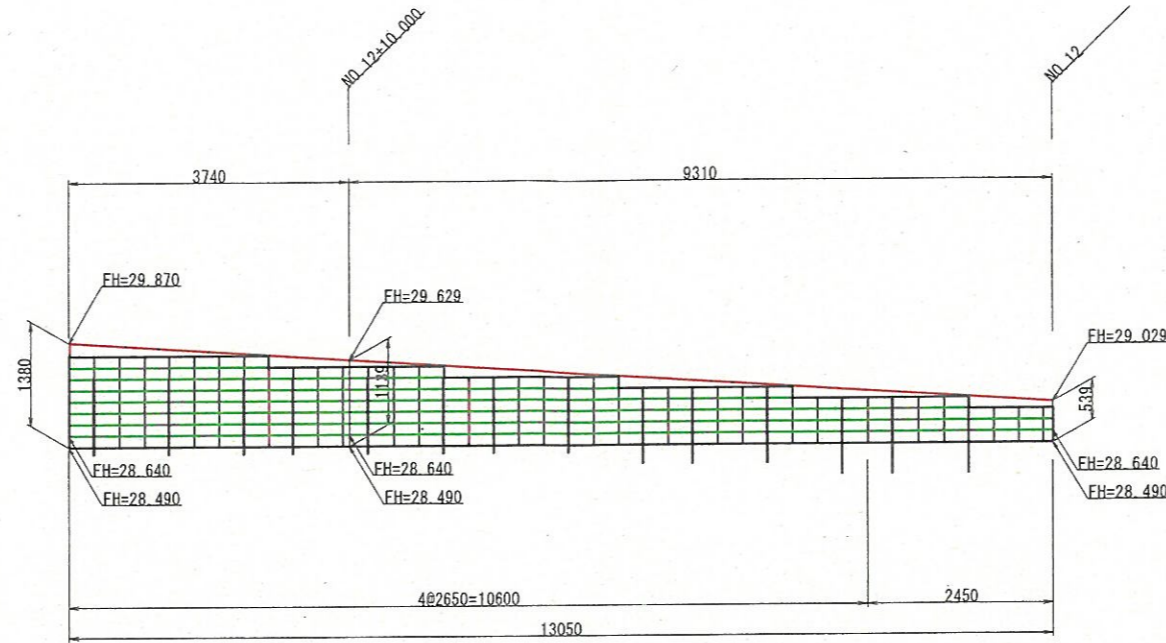 NO.12+10.000
NO.12
3740
9310
FH=29.870
FH=29.629
FH=29.029
1380
1139
539
FH=28.640
FH=28.490
FH=28.640
FH=28.490
FH=28.640
FH=28.490
4@2650=10600
2450
13050